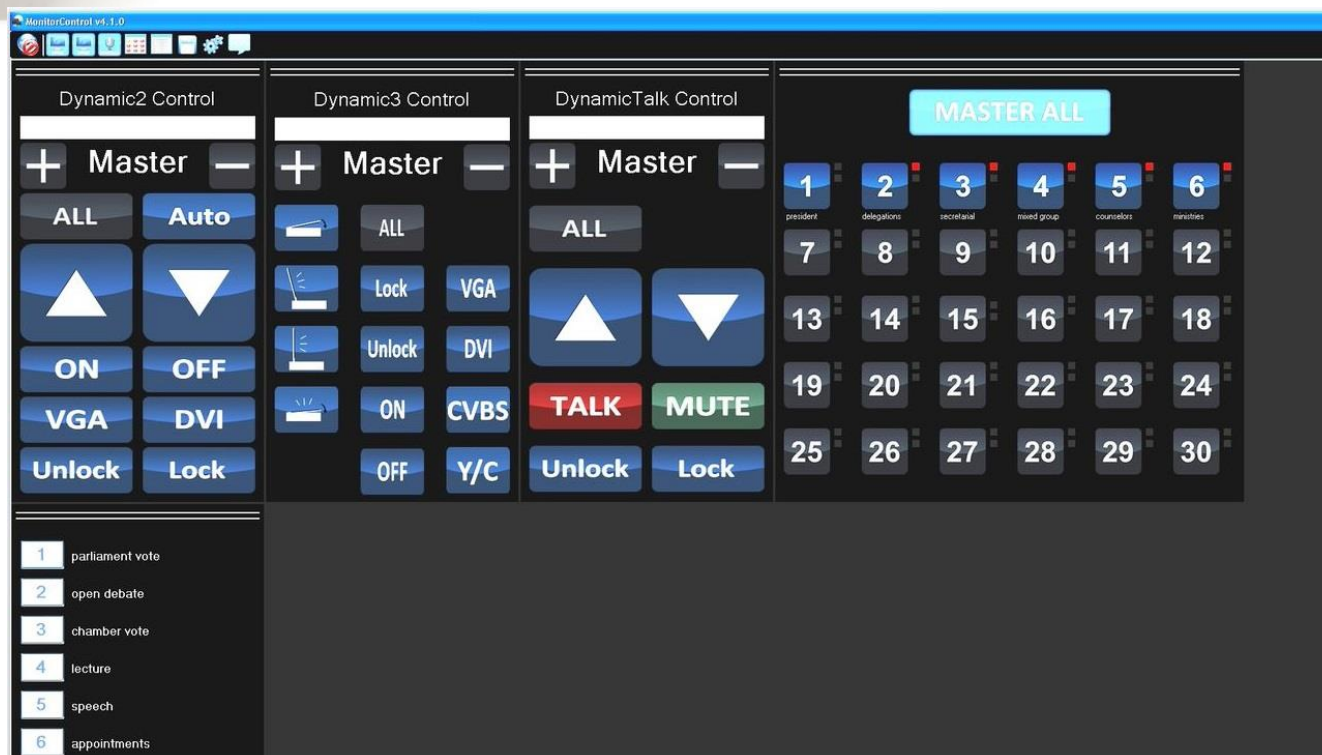 MonitorControl v4.1.0
Dynamic2 Control
+ Master −
ALL Auto
ON OFF
VGA DVI
Unlock Lock
Dynamic3 Control
+ Master −
ALL
Lock VGA
Unlock DVI
ON CVBS
OFF Y/C
DynamicTalk Control
+ Master −
ALL
TALK MUTE
Unlock Lock
MASTER ALL
1 2 3 4 5 6
president delegations secretarial mixed group counselors ministries
7 8 9 10 11 12
13 14 15 16 17 18
19 20 21 22 23 24
25 26 27 28 29 30
1 parliament vote
2 open debate
3 chamber vote
4 lecture
5 speech
6 appointments